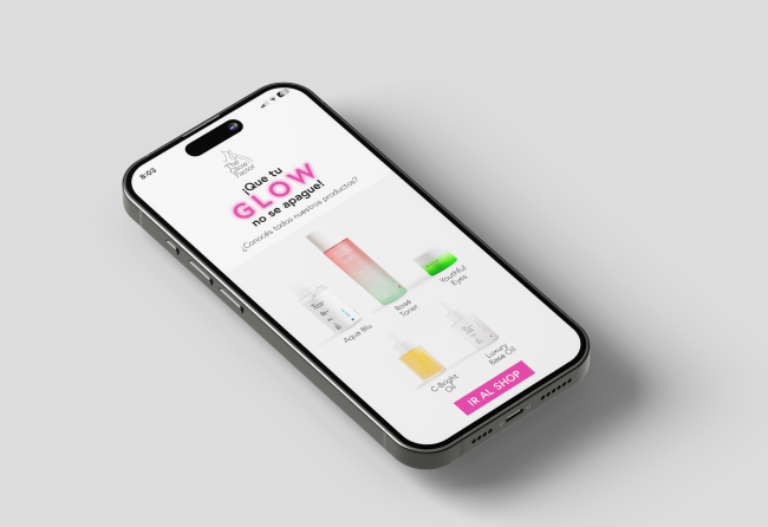 8:03
The
Glow
Factor
¡Que tu
GLOW
no se apague!
¿Conocés todos nuestros productos?
Aqua Blu
Rosé
Toner
Youthful
Eyes
C-Bright
Oil
Luxury
Base Oil
IR AL SHOP